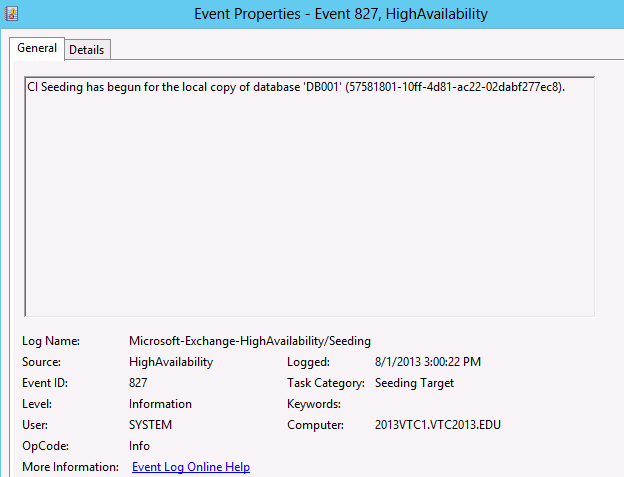 Event Properties - Event 827, HighAvailability
General Details
CI Seeding has begun for the local copy of database 'DB001' (57581801-10ff-4d81-ac22-02dabf277ec8).
Log Name: Microsoft-Exchange-HighAvailability/Seeding
Source: HighAvailability Logged: 8/1/2013 3:00:22 PM
Event ID: 827 Task Category: Seeding Target
Level: Information Keywords:
User: SYSTEM Computer: 2013VTC1.VTC2013.EDU
OpCode: Info
More Information: Event Log Online Help